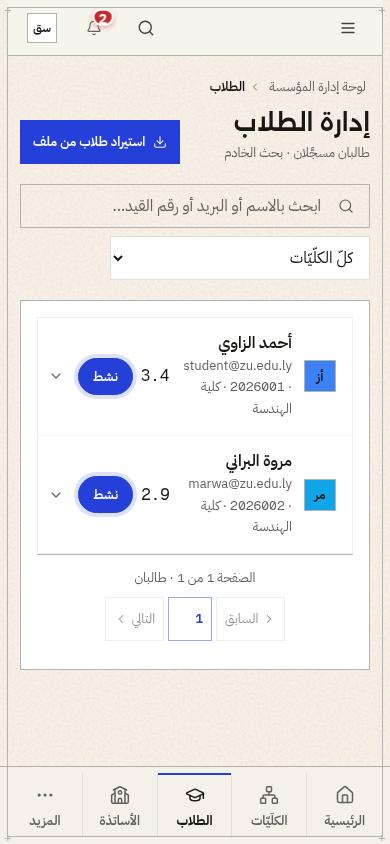 2
سق
لوحة إدارة المؤسسة
الطلاب
إدارة الطلاب
طالبان مسجَّلان · بحث الخادم
استيراد طلاب من ملف
ابحث بالاسم أو البريد أو رقم القيد...
كلّ الكلّيّات
أز
أحمد الزاوي
student@zu.edu.ly
· 2026001 · كلية
الهندسة
3.4
نشط
مر
مروة البراني
marwa@zu.edu.ly
· 2026002 · كلية
الهندسة
2.9
نشط
الصفحة 1 من 1 · طالبان
السابق
1
التالي
الرئيسية
الكلّيّات
الطلاب
الأساتذة
المزيد